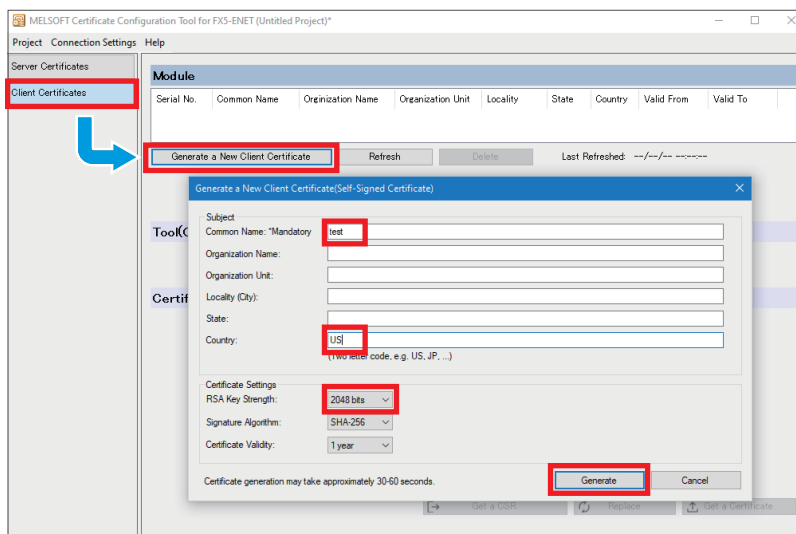 MELSOFT Certificate Configuration Tool for FX5-ENET (Untitled Project)*
Project Connection Settings Help
Server Certificates
Client Certificates
Module
Serial No. Common Name Orginization Name Organization Unit Locality State Country Valid From Valid To
Generate a New Client Certificate Refresh Delete Last Refreshed: --/--/-- --:--:--
Generate a New Client Certificate(Self-Signed Certificate)
Subject
Tool(C
Common Name: *Mandatory test
Organization Name:
Organization Unit:
Certif
Locality (City):
State:
Country: US
(Two letter code, e.g. US, JP, ...)
Certificate Settings
RSA Key Strength: 2048 bits
Signature Algorithm: SHA-256
Certificate Validity: 1 year
Certificate generation may take approximately 30-60 seconds. Generate Cancel
Get a CSR Replace Get a Certificate